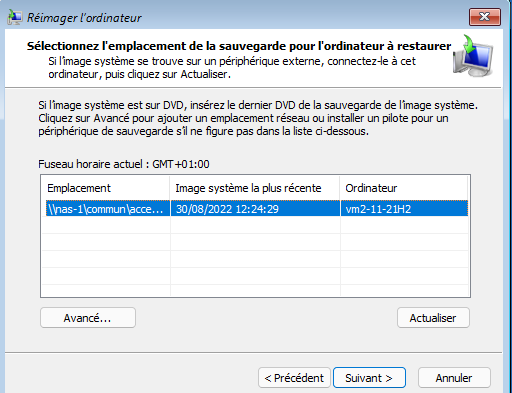 Réimager l'ordinateur
Sélectionnez l'emplacement de la sauvegarde pour l'ordinateur à restaurer
Si l'image système se trouve sur un périphérique externe, connectez-le à cet
ordinateur, puis cliquez sur Actualiser.
Si l'image système est sur DVD, insérez le dernier DVD de la sauvegarde de l'image système.
Cliquez sur Avancé pour ajouter un emplacement réseau ou installer un pilote pour un
périphérique de sauvegarde s'il ne figure pas dans la liste ci-dessous.
Fuseau horaire actuel : GMT+01:00
Emplacement Image système la plus récente Ordinateur
\\nas-1\commun\acce... 30/08/2022 12:24:29 vm2-11-21H2
Avancé... Actualiser
< Précédent Suivant > Annuler